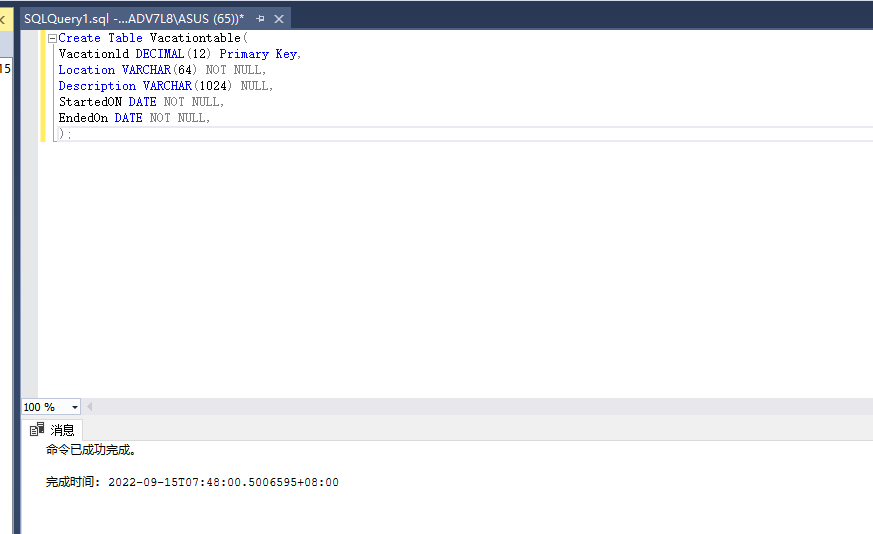 SQLQuery1.sql -...ADV7L8\ASUS (65))*
15
Create Table Vacationtable(
VacationId DECIMAL(12) Primary Key,
Location VARCHAR(64) NOT NULL,
Description VARCHAR(1024) NULL,
StartedON DATE NOT NULL,
EndedOn DATE NOT NULL,
);
100 %
消息
命令已成功完成。
完成时间: 2022-09-15T07:48:00.5006595+08:00